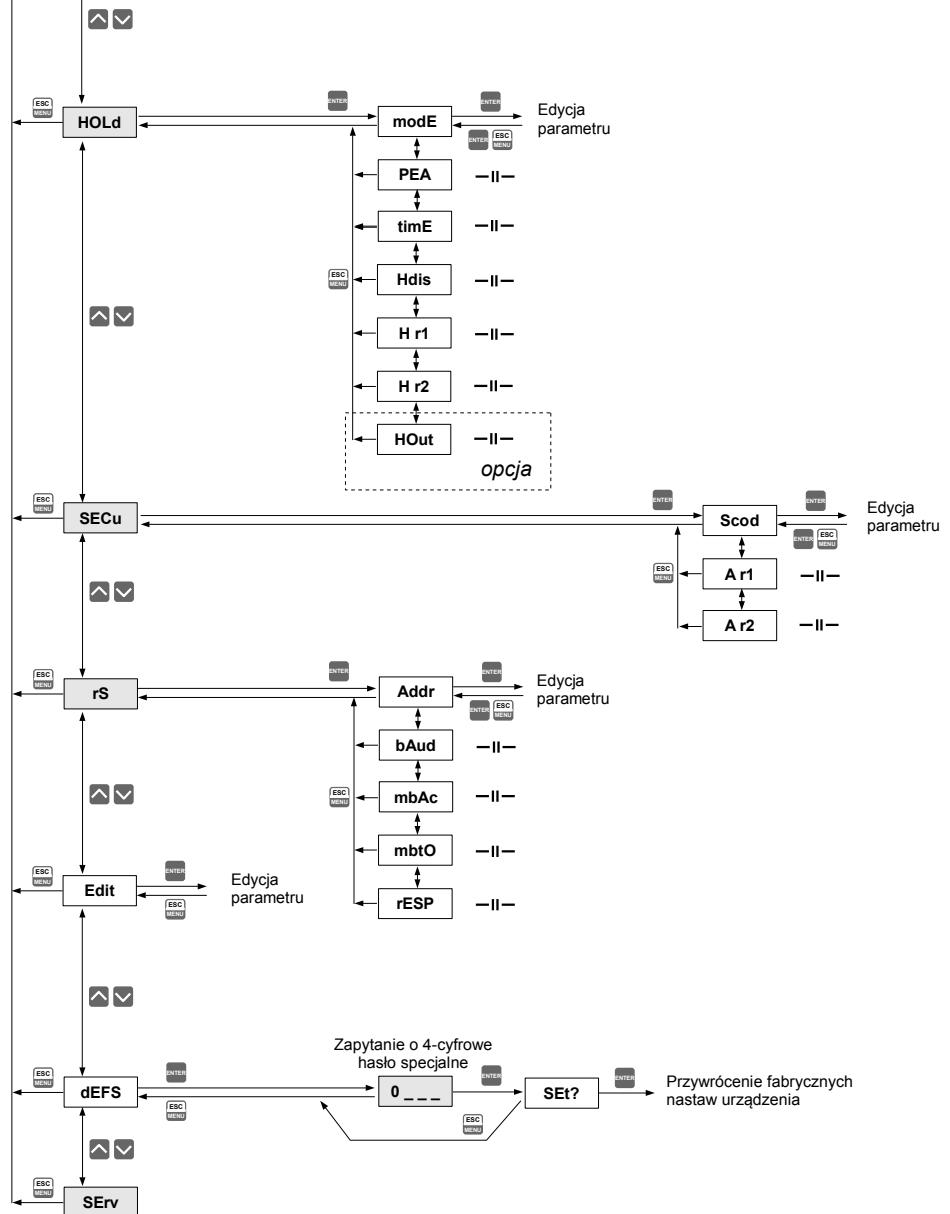 ESC
MENU
HOLd
ENTER
modE
ENTER
ENTER
ESC
MENU
Edycja
parametru
PEA
—II—
timE
—II—
ESC
MENU
Hdis
—II—
H r1
—II—
H r2
—II—
HOut
—II—
opcja
ESC
MENU
SECu
ENTER
Scod
ENTER
ENTER
ESC
MENU
Edycja
parametru
ESC
MENU
A r1
—II—
A r2
—II—
ESC
MENU
rS
ENTER
Addr
ENTER
ENTER
ESC
MENU
Edycja
parametru
bAud
—II—
ESC
MENU
mbAc
—II—
mbtO
—II—
rESP
—II—
ESC
MENU
Edit
ENTER
ESC
MENU
Edycja
parametru
Zapytanie o 4-cyfrowe
hasło specjalne
ESC
MENU
dEFS
ENTER
ESC
MENU
0 _ _ _
ENTER
ESC
MENU
SEt?
ENTER
Przywrócenie fabrycznych
nastaw urządzenia
ESC
MENU
SErv